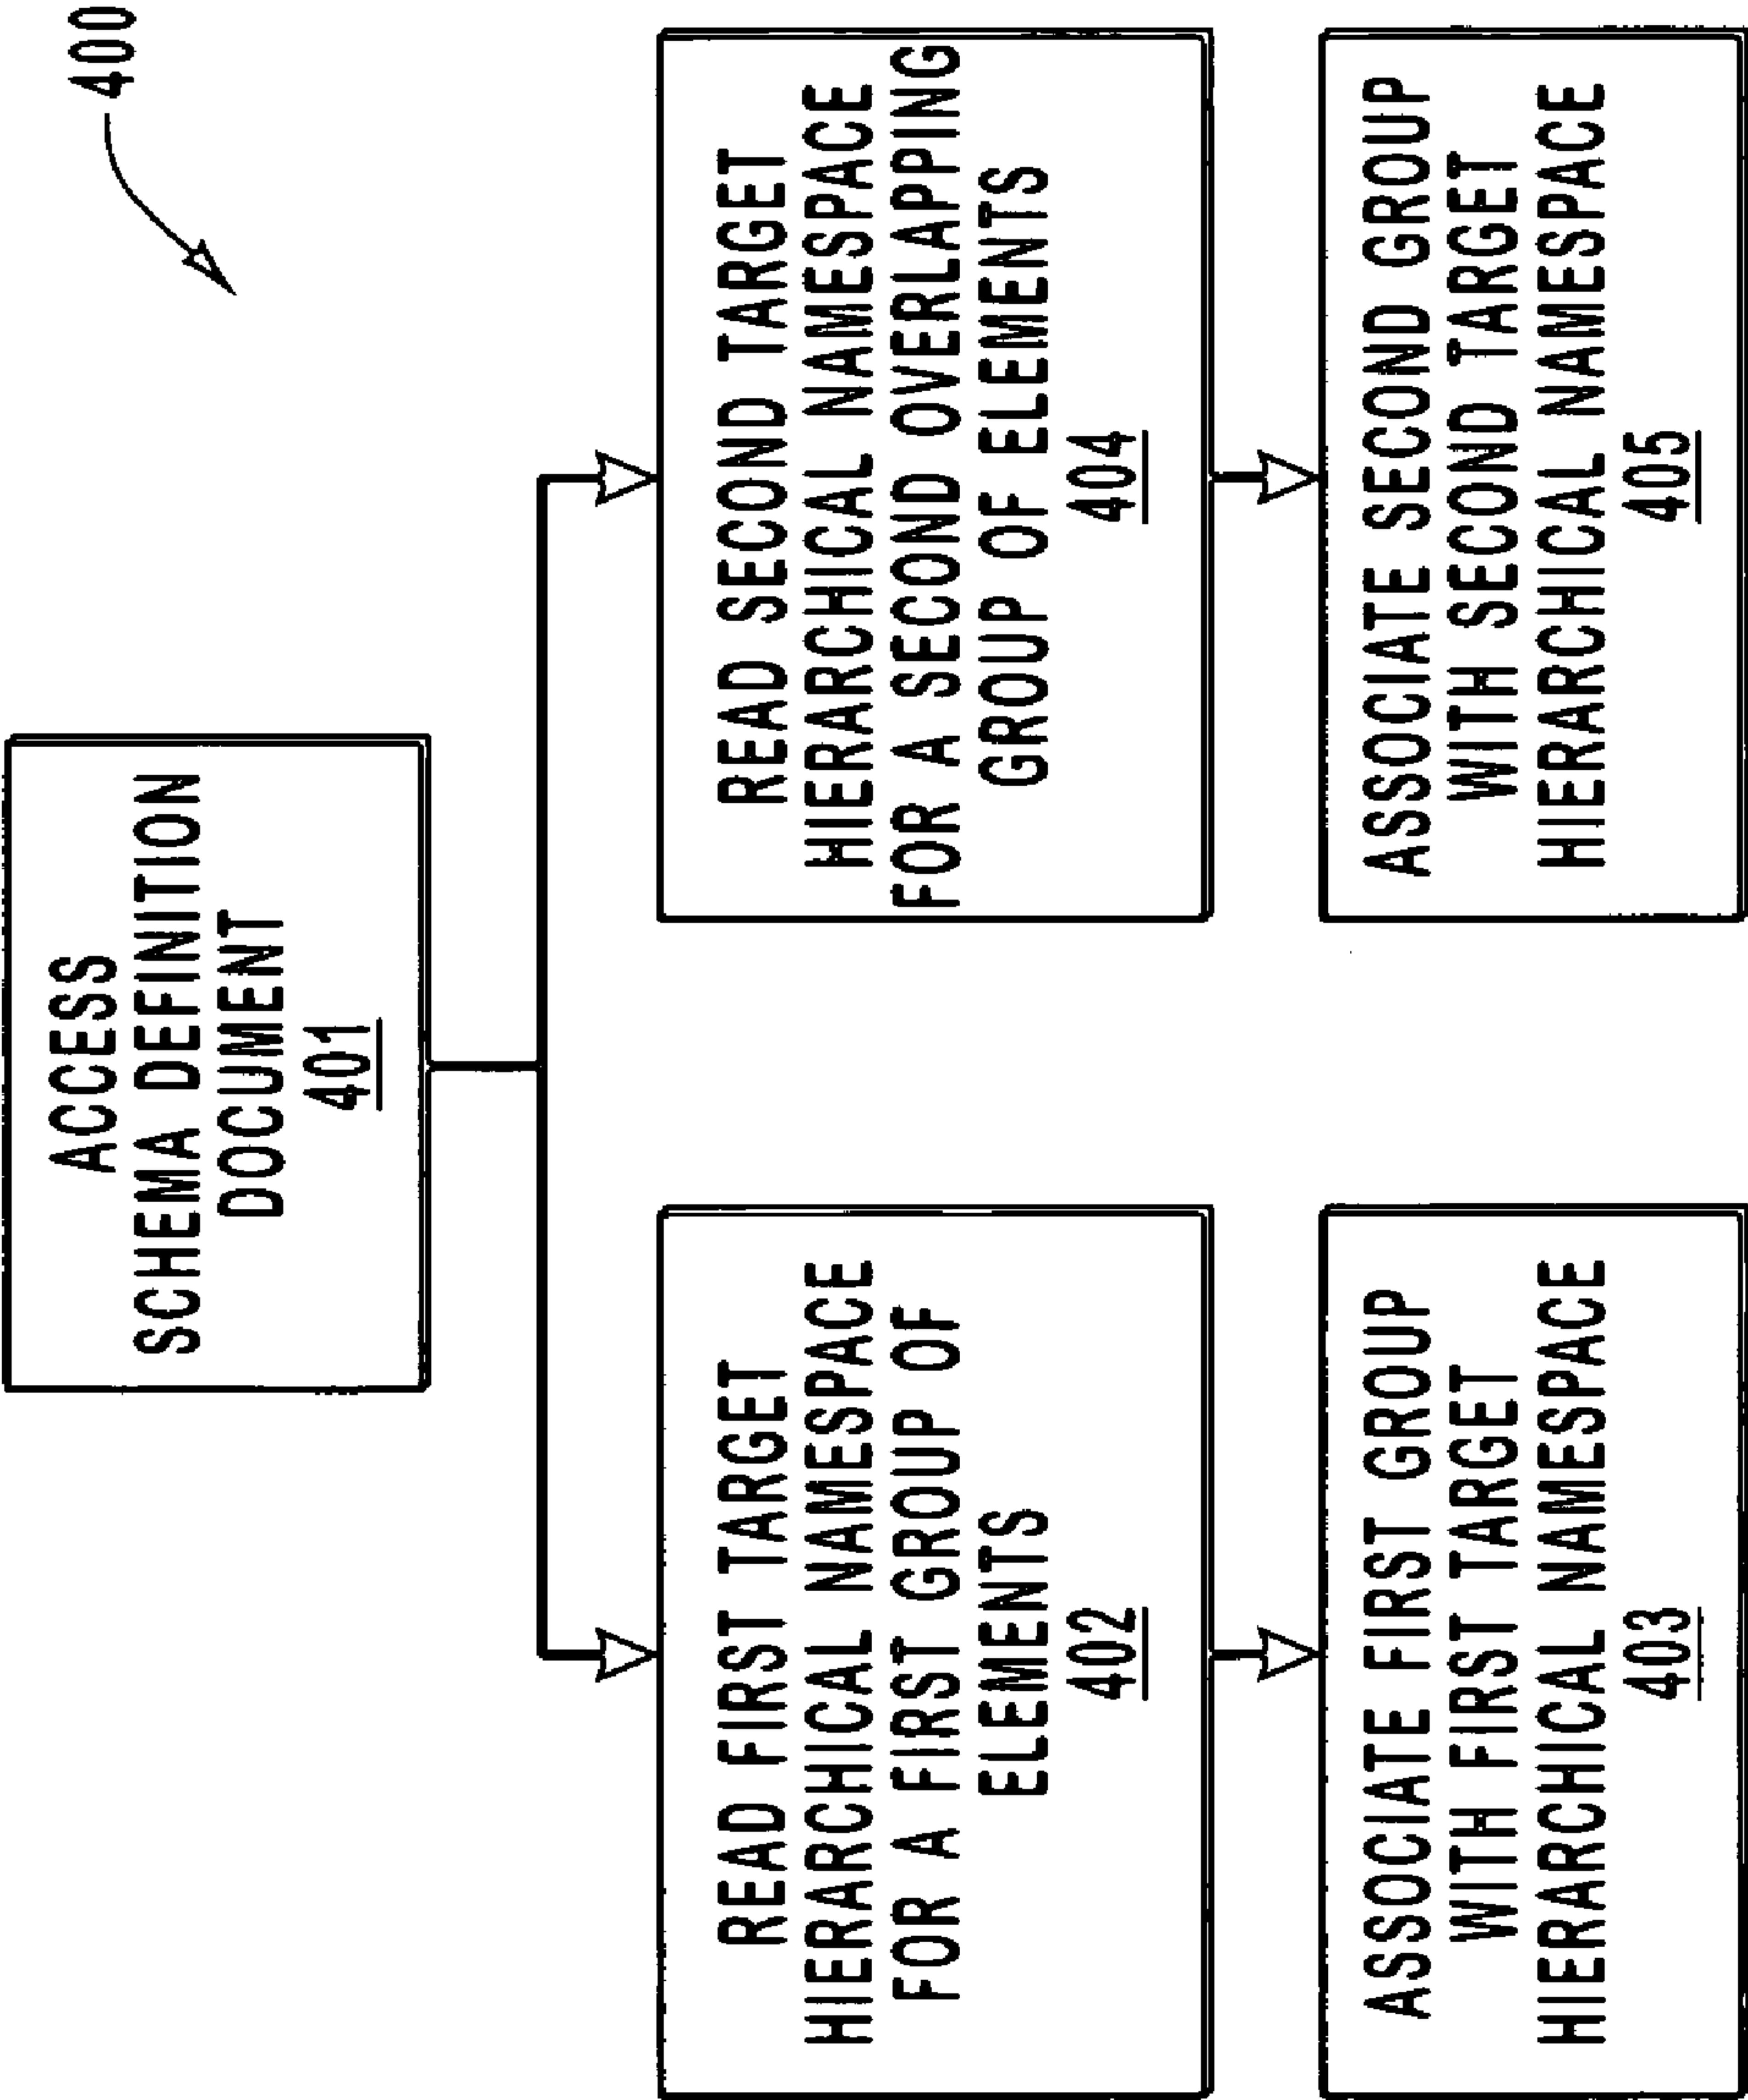 400
ACCESS
SCHEMA DEFINITION
DOCUMENT
401
READ FIRST TARGET
HIERARCHICAL NAMESPACE
FOR A FIRST GROUP OF
ELEMENTS
402
READ SECOND TARGET
HIERARCHICAL NAMESPACE
FOR A SECOND OVERLAPPING
GROUP OF ELEMENTS
404
ASSOCIATE FIRST GROUP
WITH FIRST TARGET
HIERARCHICAL NAMESPACE
403
ASSOCIATE SECOND GROUP
WITH SECOND TARGET
HIERARCHICAL NAMESPACE
405